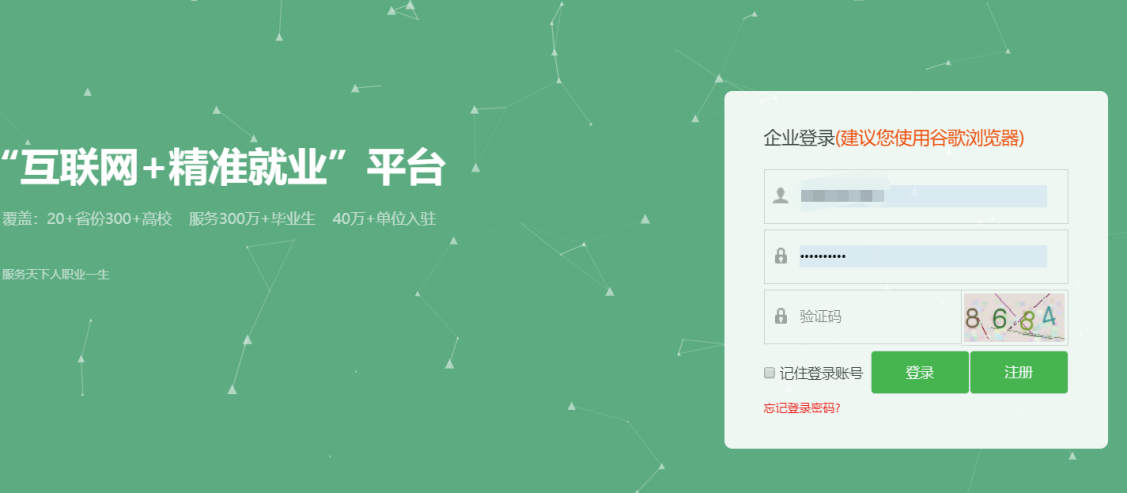 “互联网+精准就业”平台
覆盖：20+省份300+高校 服务300万+毕业生 40万+单位入驻
服务天下人职业一生
企业登录(建议您使用谷歌浏览器)
••••••••••
验证码
8684
记住登录账号
登录
注册
忘记登录密码?